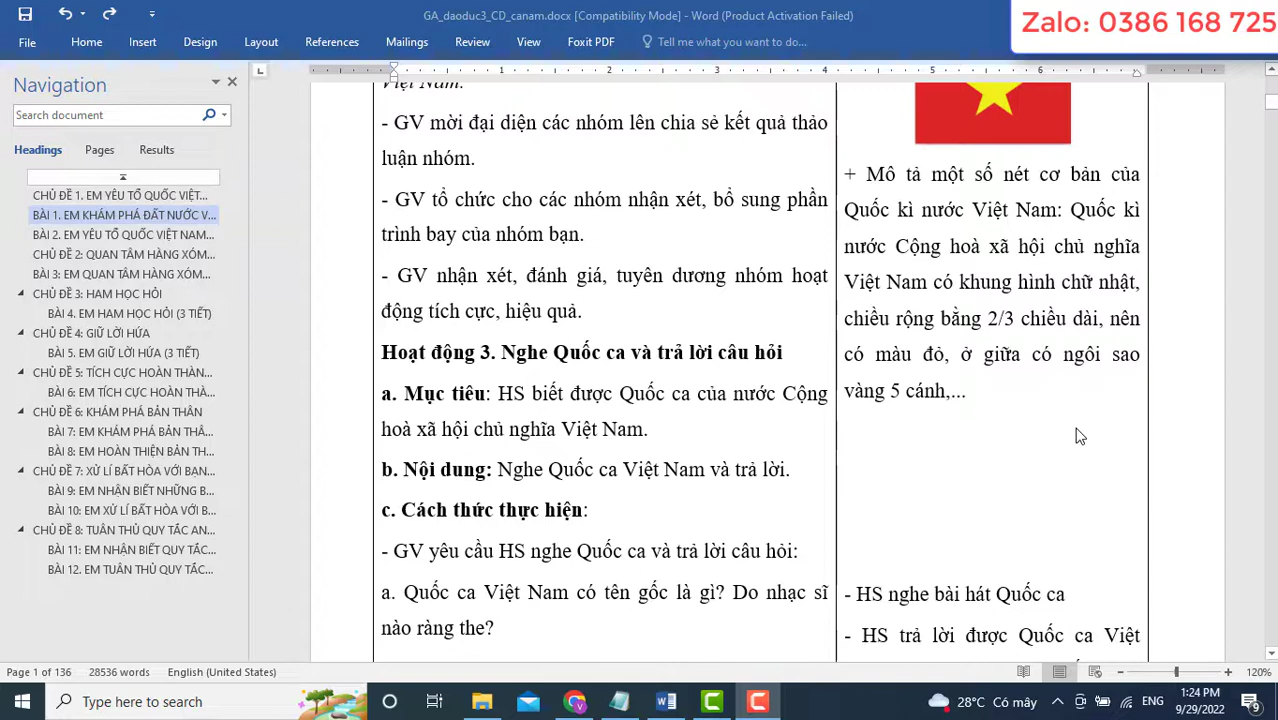 GA_daoduc3_CD_canam.docx [Compatibility Mode] - Word (Product Activation Failed)
Zalo: 0386 168 725
File
Home
Insert
Design
Layout
References
Mailings
Review
View
Foxit PDF
Tell me what you want to do...
Navigation
Search document
Headings
Pages
Results
CHỦ ĐỀ 1. EM YÊU TỔ QUỐC VIỆT...
BÀI 1. EM KHÁM PHÁ ĐẤT NƯỚC V...
BÀI 2. EM YÊU TỔ QUỐC VIỆT NAM...
CHỦ ĐỀ 2: QUAN TÂM HÀNG XÓM...
BÀI 3: EM QUAN TÂM HÀNG XÓM...
CHỦ ĐỀ 3: HAM HỌC HỎI
BÀI 4. EM HAM HỌC HỎI (3 TIẾT)
CHỦ ĐỀ 4: GIỮ LỜI HỨA
BÀI 5. EM GIỮ LỜI HỨA (3 TIẾT)
CHỦ ĐỀ 5: TÍCH CỰC HOÀN THÀN...
BÀI 6: EM TÍCH CỰC HOÀN THÀ...
CHỦ ĐỀ 6: KHÁM PHÁ BẢN THÂN
BÀI 7: EM KHÁM PHÁ BẢN THÂ...
BÀI 8: EM HOÀN THIỆN BẢN TH...
CHỦ ĐỀ 7: XỬ LÍ BẤT HÒA VỚI BẠN...
BÀI 9: EM NHẬN BIẾT NHỮNG B...
BÀI 10: EM XỬ LÍ BẤT HÒA VỚI B...
CHỦ ĐỀ 8: TUÂN THỦ QUY TẮC AN...
BÀI 11: EM NHẬN BIẾT QUY TẮC...
BÀI 12. EM TUÂN THỦ QUY TẮC...
Việt Nam.
- GV mời đại diện các nhóm lên chia sẻ kết quả thảo
luận nhóm.
- GV tổ chức cho các nhóm nhận xét, bổ sung phần
trình bay của nhóm bạn.
- GV nhận xét, đánh giá, tuyên dương nhóm hoạt
động tích cực, hiệu quả.
Hoạt động 3. Nghe Quốc ca và trả lời câu hỏi
a. Mục tiêu: HS biết được Quốc ca của nước Cộng
hoà xã hội chủ nghĩa Việt Nam.
b. Nội dung: Nghe Quốc ca Việt Nam và trả lời.
c. Cách thức thực hiện:
- GV yêu cầu HS nghe Quốc ca và trả lời câu hỏi:
a. Quốc ca Việt Nam có tên gốc là gì? Do nhạc sĩ
nào ràng the?
+ Mô tả một số nét cơ bản của
Quốc kì nước Việt Nam: Quốc kì
nước Cộng hoà xã hội chủ nghĩa
Việt Nam có khung hình chữ nhật,
chiều rộng bằng 2/3 chiều dài, nên
có màu đỏ, ở giữa có ngôi sao
vàng 5 cánh,...
- HS nghe bài hát Quốc ca
- HS trả lời được Quốc ca Việt
Page 1 of 136
28536 words
English (United States)
120%
Type here to search
28°C Có mây
ENG
1:24 PM
9/29/2022
9